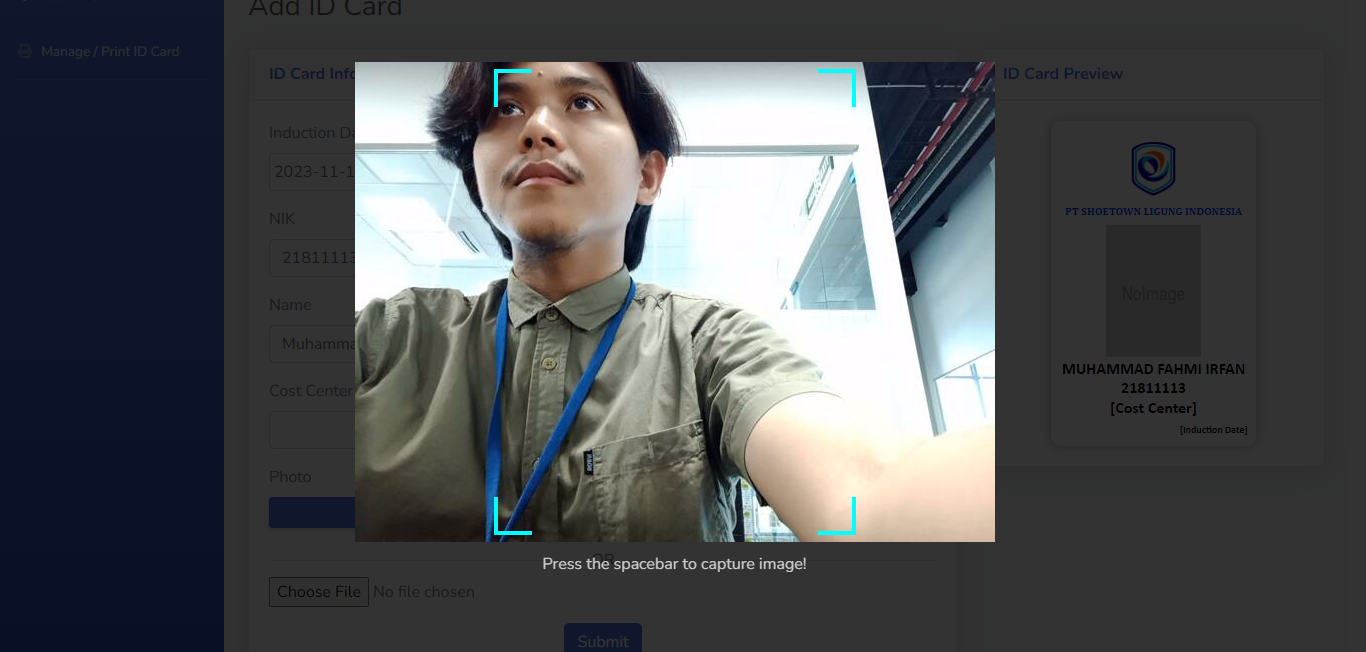 Add ID Card
Manage / Print ID Card
ID Card Info
ID Card Preview
Induction Da
2023-11-1
NIK
21811113
Name
Muhamma
Cost Center
Photo
PT SHOETOWN LIGUNG INDONESIA
NoImage
MUHAMMAD FAHMI IRFAN
21811113
[Cost Center]
[Induction Date]
OR
Press the spacebar to capture image!
Choose File No file chosen
Submit